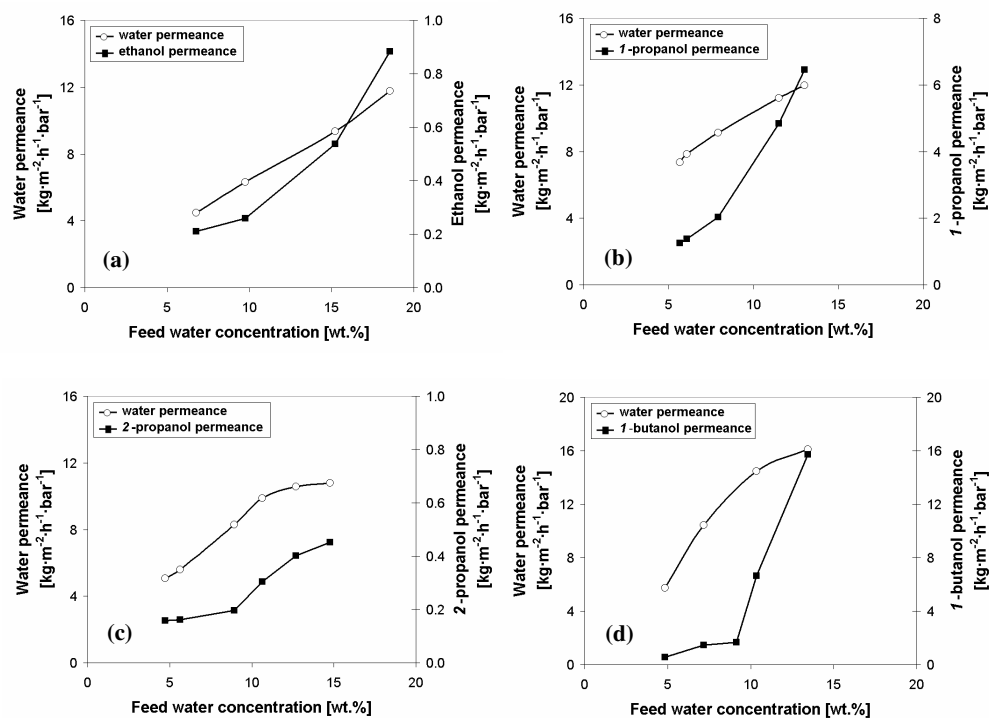 water permeance
ethanol permeance
Water permeance
[kg·m⁻²·h⁻¹·bar⁻¹]
16
12
8
4
0
1.0
0.8
0.6
0.4
0.2
0.0
Ethanol permeance
[kg·m⁻²·h⁻¹·bar⁻¹]
(a)
0 5 10 15 20
Feed water concentration [wt.%]
water permeance
1-propanol permeance
Water permeance
[kg·m⁻²·h⁻¹·bar⁻¹]
16
12
8
4
0
8
6
4
2
0
1-propanol permeance
[kg·m⁻²·h⁻¹·bar⁻¹]
(b)
0 5 10 15 20
Feed water concentration [wt.%]
water permeance
2-propanol permeance
Water permeance
[kg·m⁻²·h⁻¹·bar⁻¹]
16
12
8
4
0
1.0
0.8
0.6
0.4
0.2
0.0
2-propanol permeance
[kg·m⁻²·h⁻¹·bar⁻¹]
(c)
0 5 10 15 20
Feed water concentration [wt.%]
water permeance
1-butanol permeance
Water permeance
[kg·m⁻²·h⁻¹·bar⁻¹]
20
16
12
8
4
0
20
16
12
8
4
0
1-butanol permeance
[kg·m⁻²·h⁻¹·bar⁻¹]
(d)
0 5 10 15 20
Feed water concentration [wt.%]